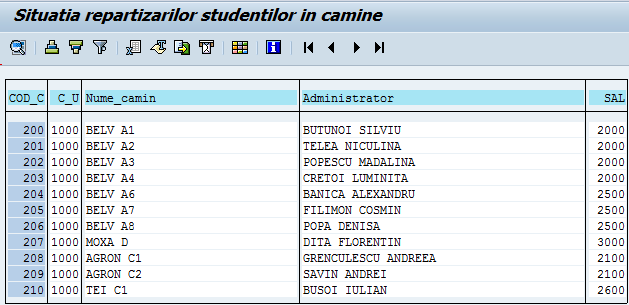 Situatia repartizarilor studentilor in camine
COD_C C_U Nume_camin Administrator SAL
200 1000 BELV A1 BUTUNOI SILVIU 2000
201 1000 BELV A2 TELEA NICULINA 2000
202 1000 BELV A3 POPESCU MADALINA 2000
203 1000 BELV A4 CRETOI LUMINITA 2000
204 1000 BELV A6 BANICA ALEXANDRU 2500
205 1000 BELV A7 FILIMON COSMIN 2500
206 1000 BELV A8 POPA DENISA 2500
207 1000 MOXA D DITA FLORENTIN 3000
208 1000 AGRON C1 GRENCULESCU ANDREEA 2100
209 1000 AGRON C2 SAVIN ANDREI 2100
210 1000 TEI C1 BUSOI IULIAN 2600